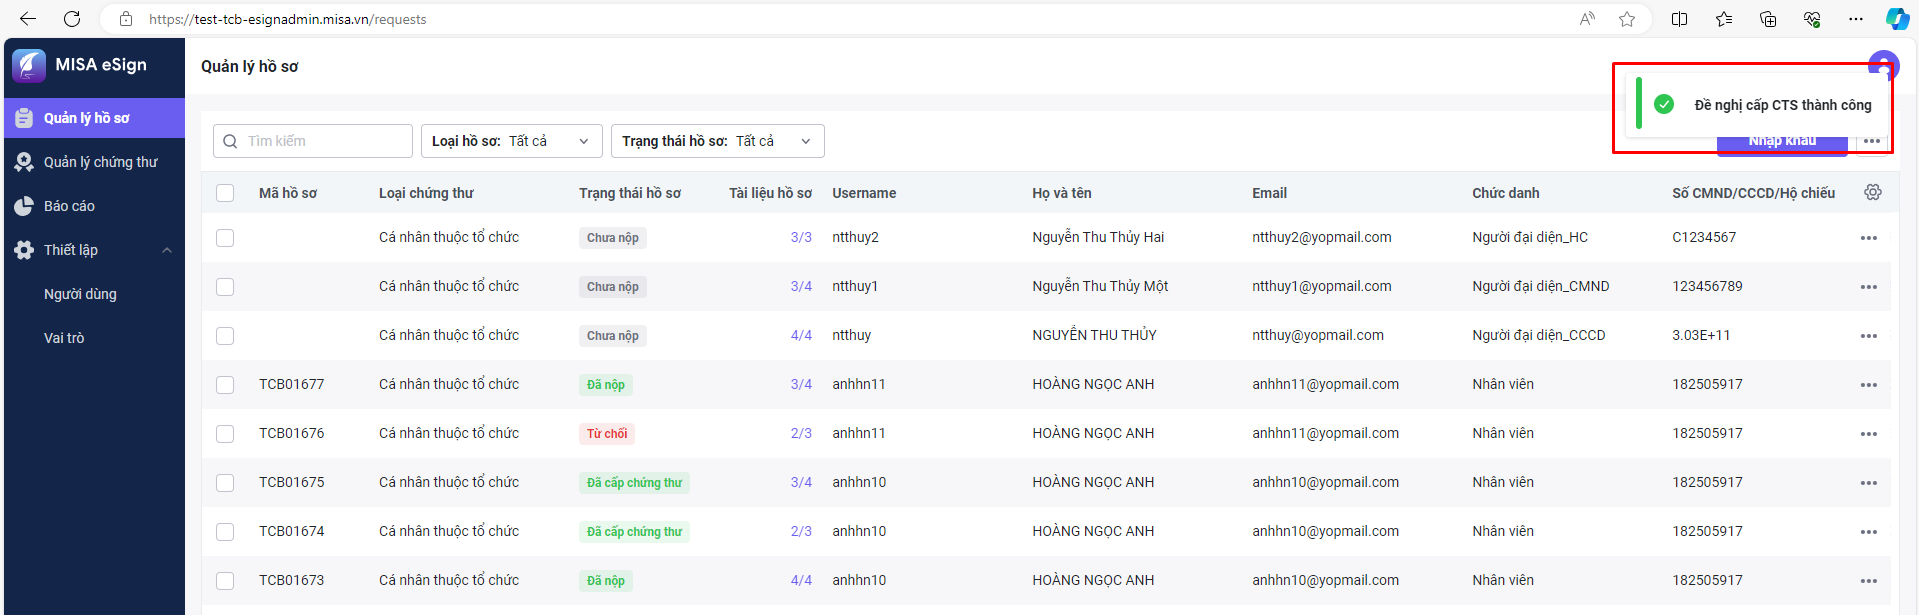 https://test-tcb-esignadmin.misa.vn/requests
MISA eSign
Quản lý hồ sơ
Quản lý chứng thư
Báo cáo
Thiết lập
Người dùng
Vai trò
Quản lý hồ sơ
Đề nghị cấp CTS thành công
Tìm kiếm
Loại hồ sơ: Tất cả
Trạng thái hồ sơ: Tất cả
Nhập khẩu
Mã hồ sơ Loại chứng thư Trạng thái hồ sơ Tài liệu hồ sơ Username Họ và tên Email Chức danh Số CMND/CCCD/Hộ chiếu
Cá nhân thuộc tổ chức Chưa nộp 3/3 ntthuy2 Nguyễn Thu Thủy Hai ntthuy2@yopmail.com Người đại diện_HC C1234567
Cá nhân thuộc tổ chức Chưa nộp 3/4 ntthuy1 Nguyễn Thu Thủy Một ntthuy1@yopmail.com Người đại diện_CMND 123456789
Cá nhân thuộc tổ chức Chưa nộp 4/4 ntthuy NGUYỄN THU THỦY ntthuy@yopmail.com Người đại diện_CCCD 3.03E+11
TCB01677 Cá nhân thuộc tổ chức Đã nộp 3/4 anhhn11 HOÀNG NGỌC ANH anhhn11@yopmail.com Nhân viên 182505917
TCB01676 Cá nhân thuộc tổ chức Từ chối 2/3 anhhn11 HOÀNG NGỌC ANH anhhn11@yopmail.com Nhân viên 182505917
TCB01675 Cá nhân thuộc tổ chức Đã cấp chứng thư 3/4 anhhn10 HOÀNG NGỌC ANH anhhn10@yopmail.com Nhân viên 182505917
TCB01674 Cá nhân thuộc tổ chức Đã cấp chứng thư 2/3 anhhn10 HOÀNG NGỌC ANH anhhn10@yopmail.com Nhân viên 182505917
TCB01673 Cá nhân thuộc tổ chức Đã nộp 4/4 anhhn10 HOÀNG NGỌC ANH anhhn10@yopmail.com Nhân viên 182505917